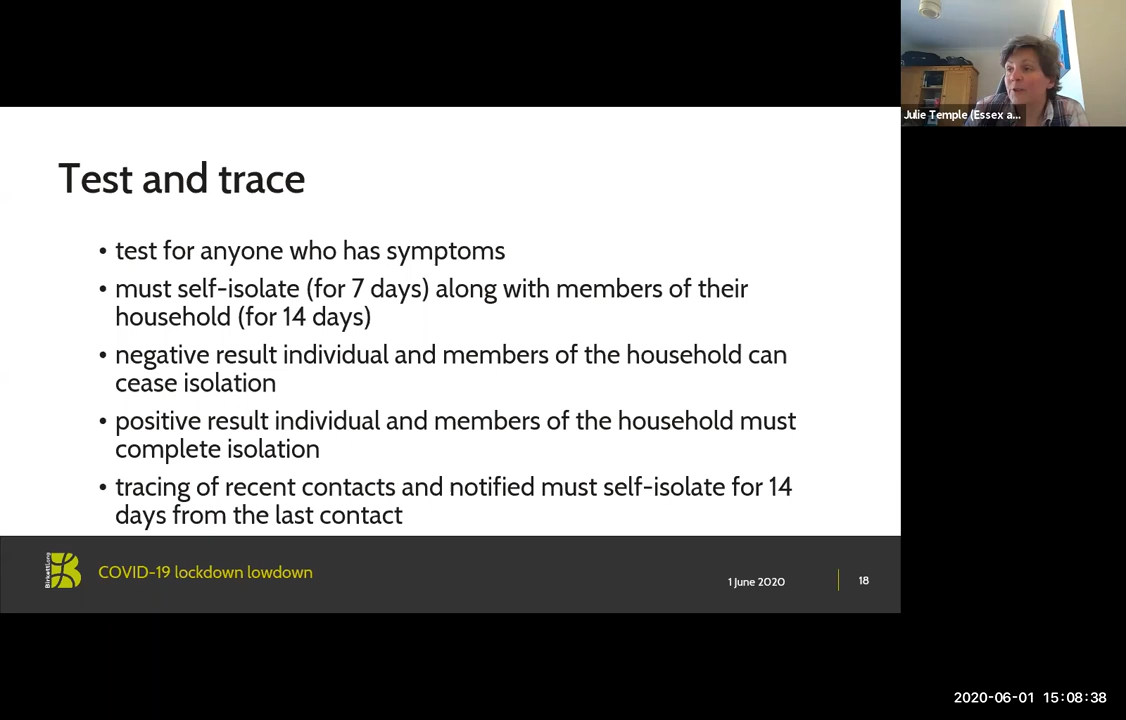 Julie Temple (Essex a...
Test and trace
• test for anyone who has symptoms
• must self-isolate (for 7 days) along with members of their
household (for 14 days)
• negative result individual and members of the household can
cease isolation
• positive result individual and members of the household must
complete isolation
• tracing of recent contacts and notified must self-isolate for 14
days from the last contact
BirkettLong
COVID-19 lockdown lowdown
1 June 2020
18
2020-06-01 15:08:38